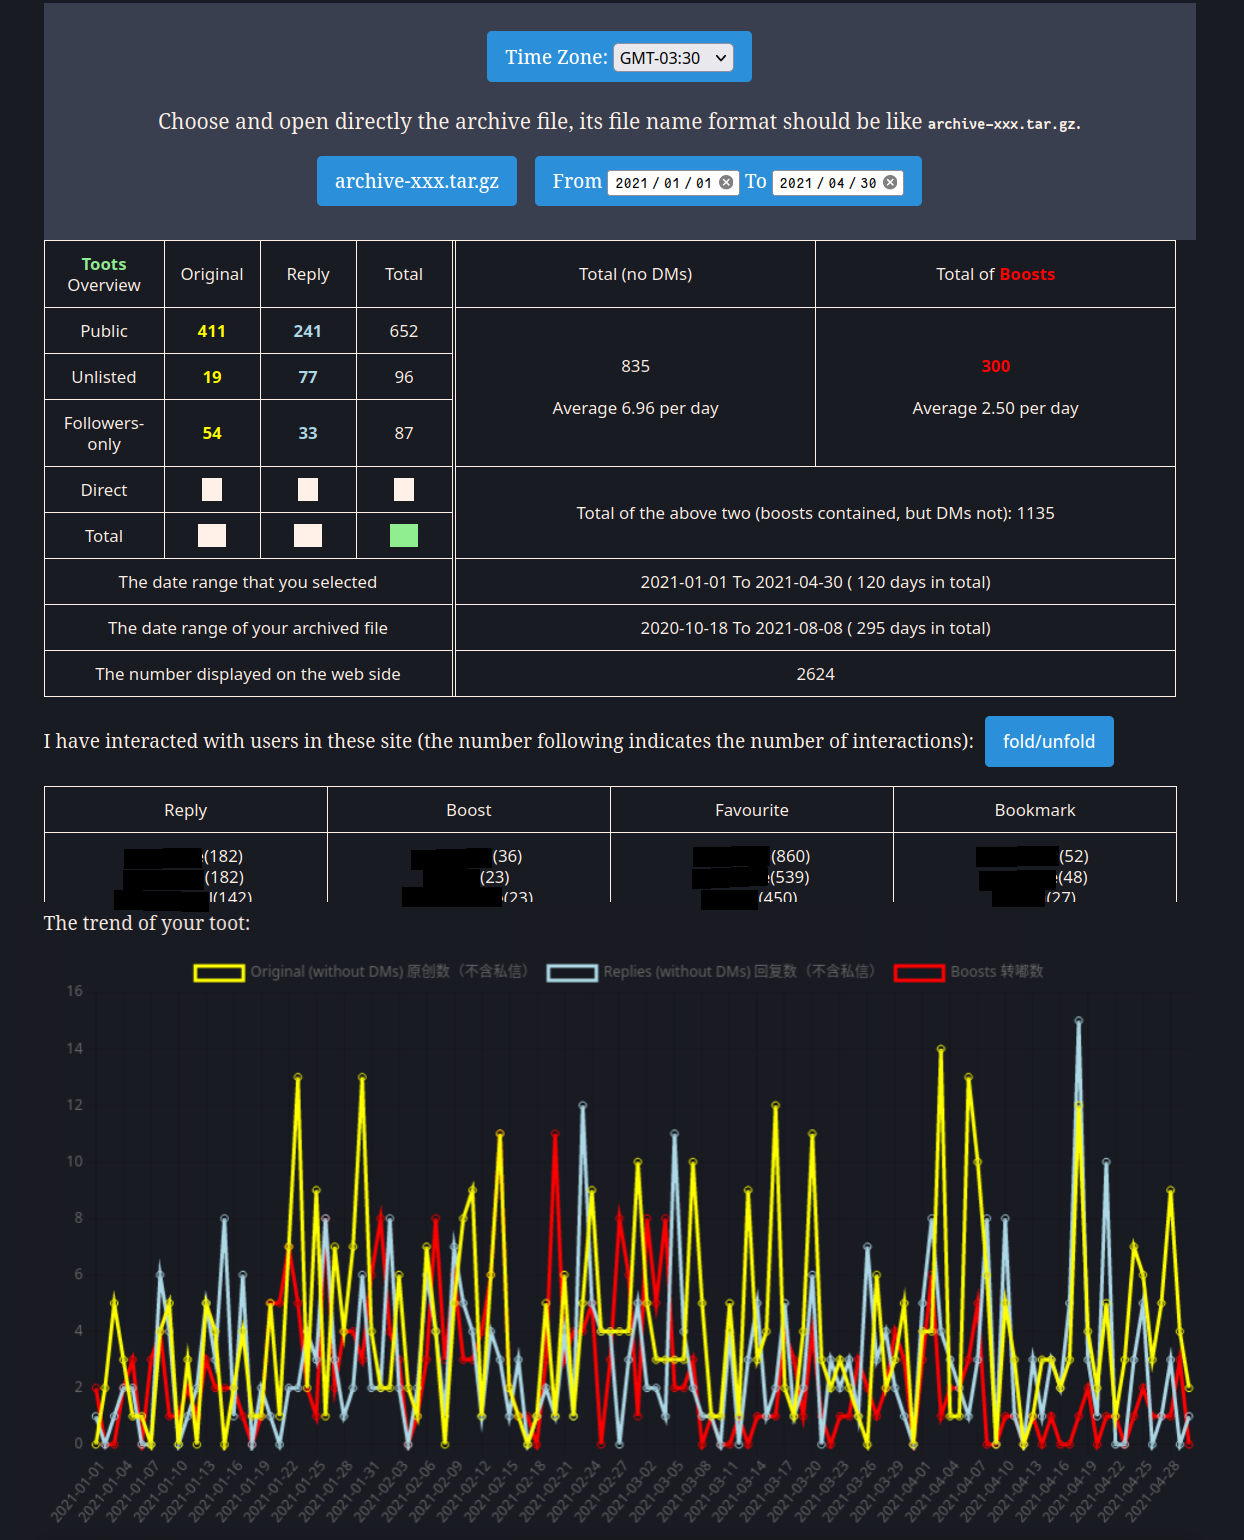 Time Zone: GMT-03:30
Choose and open directly the archive file, its file name format should be like archive-xxx.tar.gz.
archive-xxx.tar.gz From 2021/01/01 To 2021/04/30
Toots Overview Original Reply Total Total (no DMs) Total of Boosts
Public 411 241 652
835 300
Unlisted 19 77 96
Average 6.96 per day Average 2.50 per day
Followers-only 54 33 87
Direct
Total of the above two (boosts contained, but DMs not): 1135
Total
The date range that you selected 2021-01-01 To 2021-04-30 ( 120 days in total)
The date range of your archived file 2020-10-18 To 2021-08-08 ( 295 days in total)
The number displayed on the web side 2624
I have interacted with users in these site (the number following indicates the number of interactions): fold/unfold
Reply Boost Favourite Bookmark
(182) (36) (860) (52)
(182) (23) (539) (48)
(142) (23) (450) (27)
The trend of your toot:
Original (without DMs) 原创数（不含私信） Replies (without DMs) 回复数（不含私信） Boosts 转嘟数
16
14
12
10
8
6
4
2
0
2021-01-01 2021-01-04 2021-01-07 2021-01-10 2021-01-13 2021-01-16 2021-01-19 2021-01-22 2021-01-25 2021-01-28 2021-01-31 2021-02-03 2021-02-06 2021-02-09 2021-02-12 2021-02-15 2021-02-18 2021-02-21 2021-02-24 2021-02-27 2021-03-02 2021-03-05 2021-03-08 2021-03-11 2021-03-14 2021-03-17 2021-03-20 2021-03-23 2021-03-26 2021-03-29 2021-04-01 2021-04-04 2021-04-07 2021-04-10 2021-04-13 2021-04-16 2021-04-19 2021-04-22 2021-04-25 2021-04-28